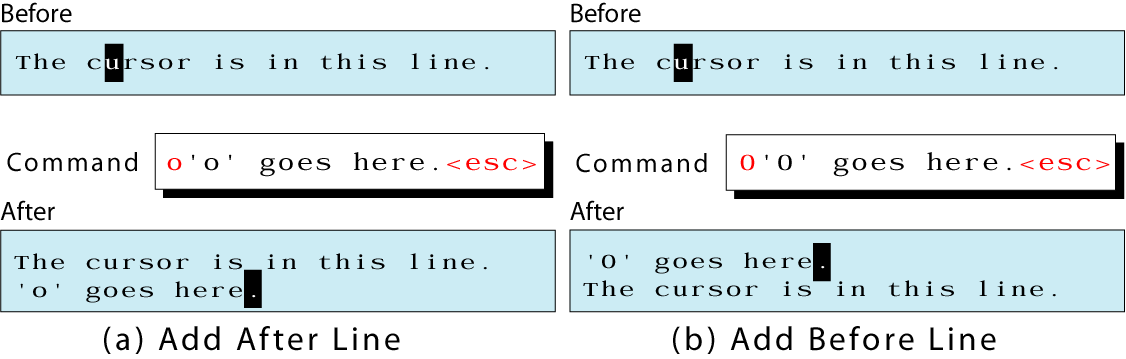 Before
The cursor is in this line.
Command o'o' goes here.<esc>
After
The cursor is in this line.
'o' goes here.
(a) Add After Line
Before
The cursor is in this line.
Command O'O' goes here.<esc>
After
'O' goes here.
The cursor is in this line.
(b) Add Before Line